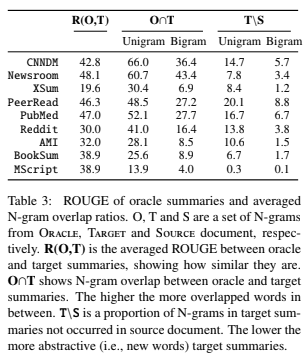 R(O,T) O∩T T\S
Unigram Bigram Unigram Bigram
CNNDM 42.8 66.0 36.4 14.7 5.7
Newsroom 48.1 60.7 43.4 7.8 3.4
XSum 19.6 30.4 6.9 8.4 1.2
PeerRead 46.3 48.5 27.2 20.1 8.8
PubMed 47.0 52.1 27.7 16.7 6.7
Reddit 30.0 41.0 16.4 13.8 3.8
AMI 32.0 28.1 8.5 10.6 1.5
BookSum 38.9 25.6 8.9 6.7 1.7
MScript 38.9 13.9 4.0 0.3 0.1
Table 3: ROUGE of oracle summaries and averaged
N-gram overlap ratios. O, T and S are a set of N-grams
from ORACLE, TARGET and SOURCE document, respec-
tively. R(O,T) is the averaged ROUGE between oracle
and target summaries, showing how similar they are.
O∩T shows N-gram overlap between oracle and target
summaries. The higher the more overlapped words in
between. T\S is a proportion of N-grams in target sum-
maries not occurred in source document. The lower the
more abstractive (i.e., new words) target summaries.